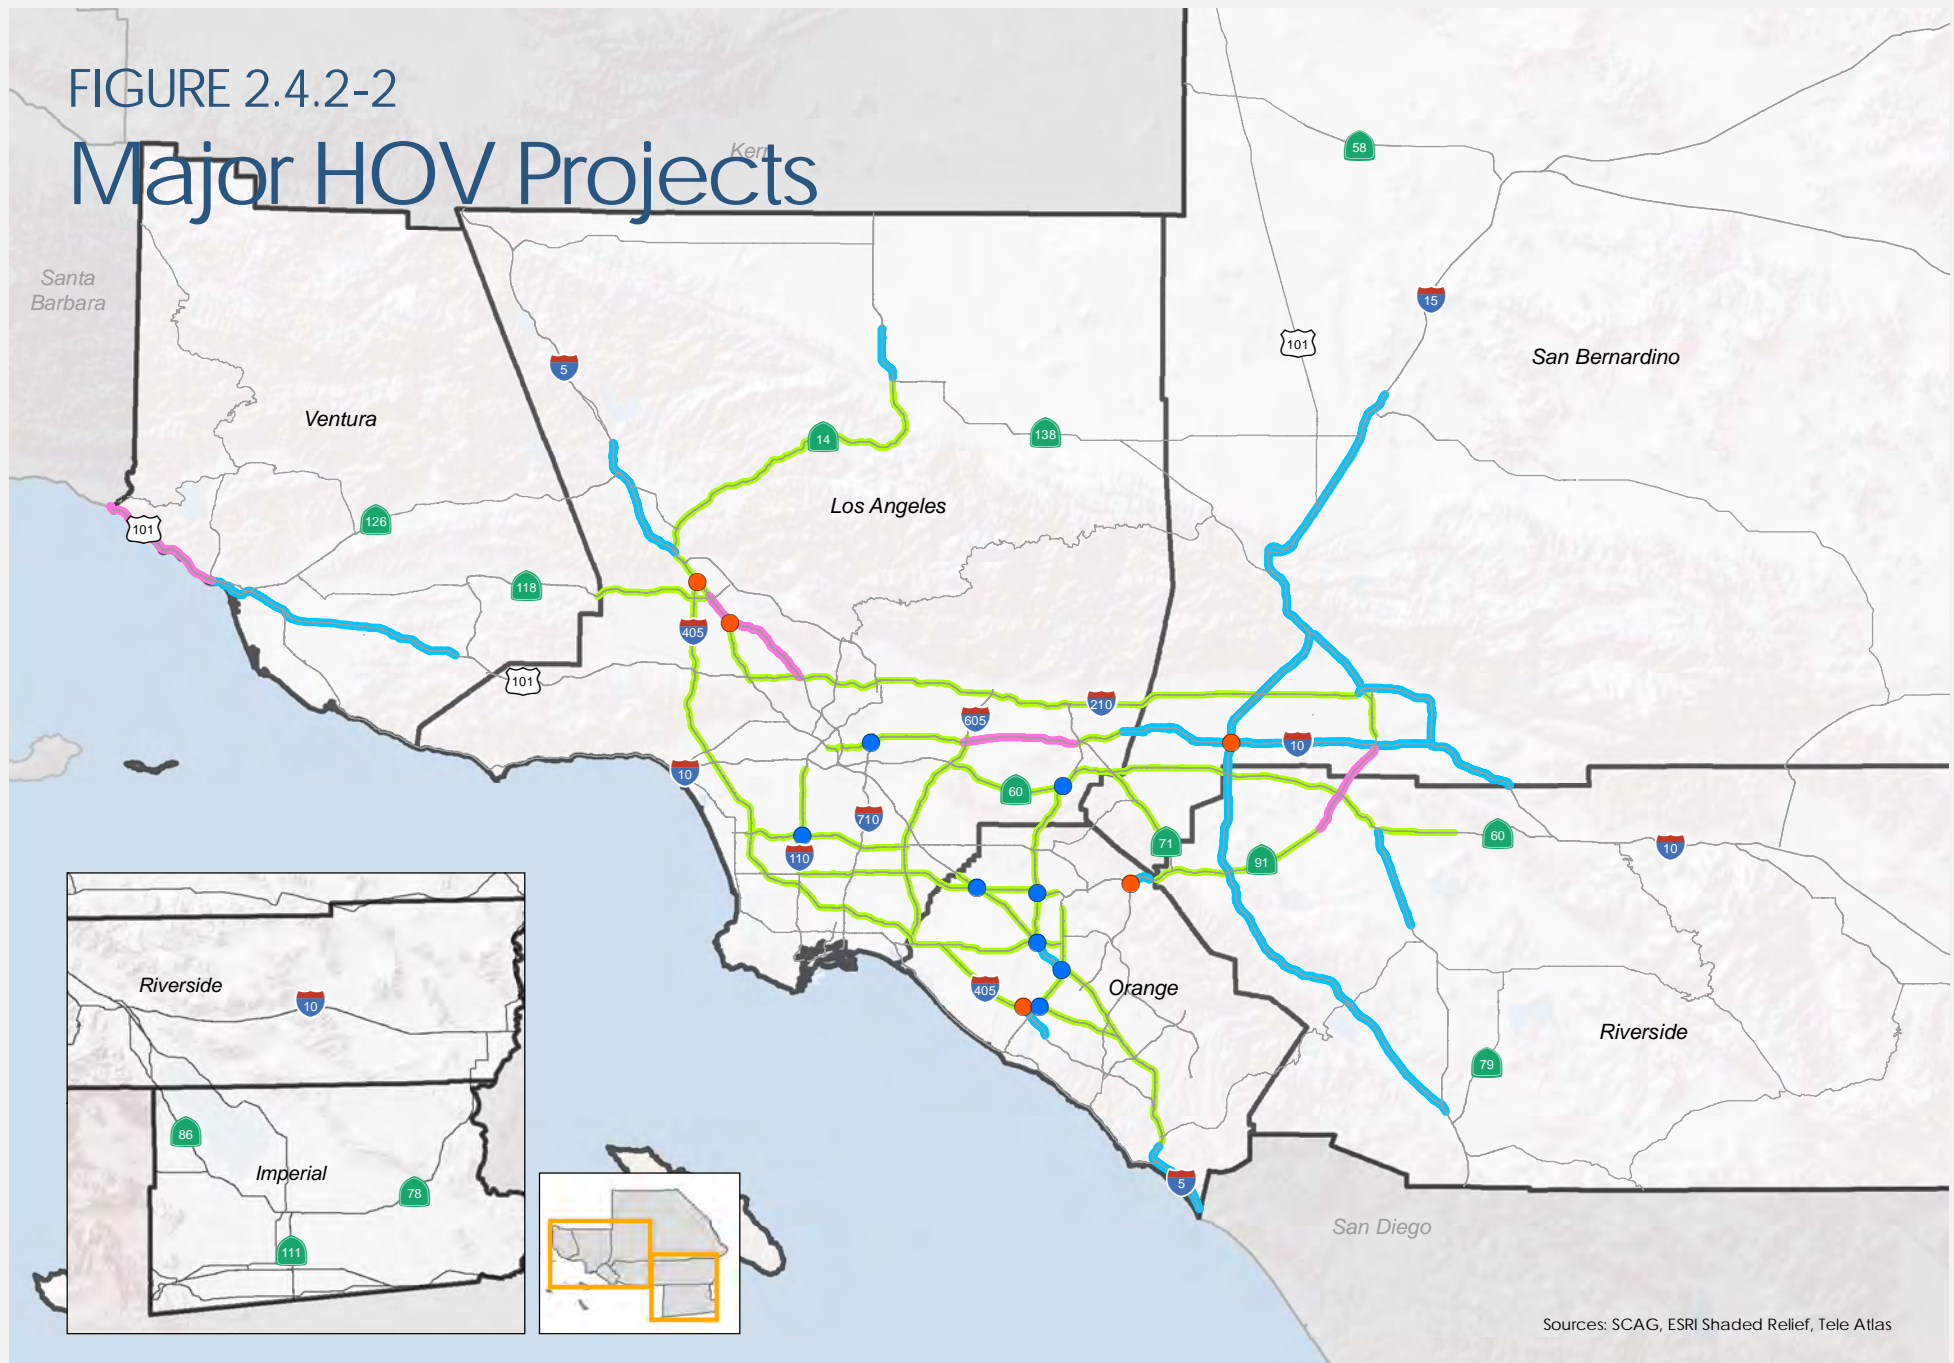 FIGURE 2.4.2-2
Major HOV Projects
Kern
58
Santa
Barbara
15
101
San Bernardino
5
Ventura
14
138
Los Angeles
126
101
118
405
101
210
605
10
10
60
710
110
71
91
60
10
405
Orange
Riverside
79
5
San Diego
Riverside
10
86
Imperial
78
111
Sources: SCAG, ESRI Shaded Relief, Tele Atlas